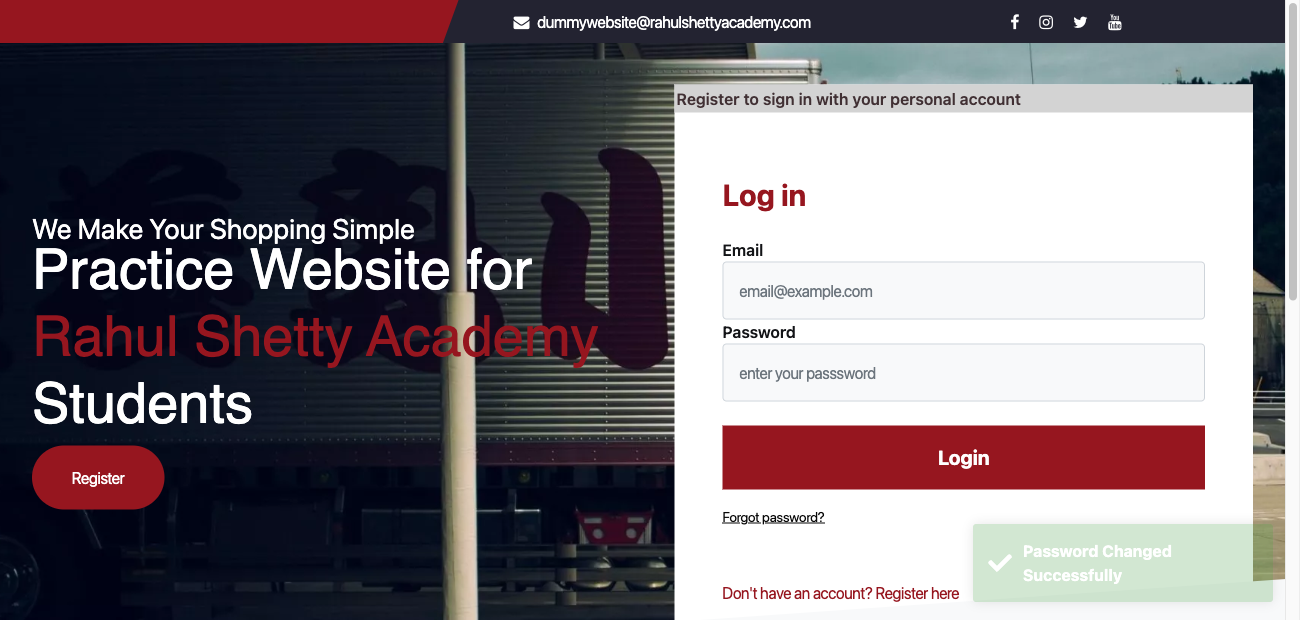 dummywebsite@rahulshettyacademy.com
Register to sign in with your personal account
We Make Your Shopping Simple
Practice Website for
Rahul Shetty Academy
Students
Register
Log in
Email
email@example.com
Password
enter your passsword
Login
Forgot password?
Don't have an account? Register here
Password Changed
Successfully